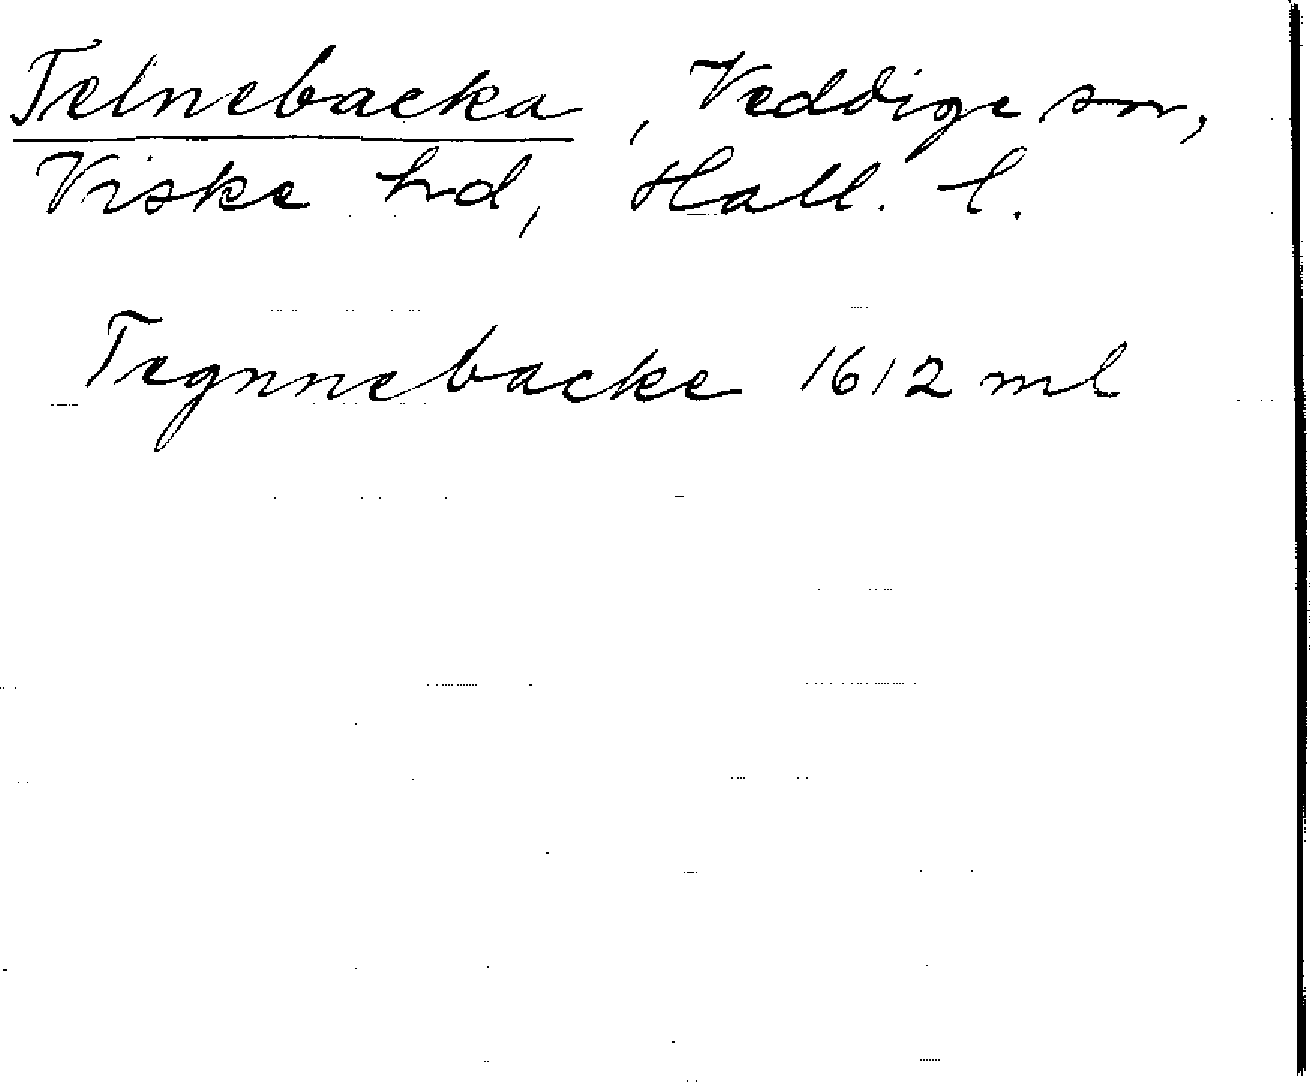 Telnebacka, Veddige sn,
Viske hd, Hall. l.
Tegnnebacke 1612 ml